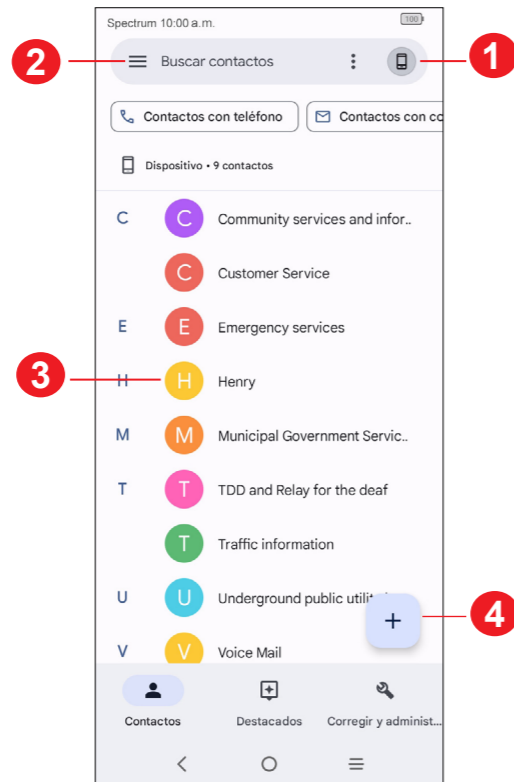 Spectrum 10:00 a.m.
100
1
2
Buscar contactos
Contactos con teléfono
Contactos con co
Dispositivo • 9 contactos
C
C
Community services and infor..
C
Customer Service
E
E
Emergency services
3
H
H
Henry
M
M
Municipal Government Servic..
T
T
TDD and Relay for the deaf
T
Traffic information
U
U
Underground public utilit
+
4
V
V
Voice Mail
Contactos
Destacados
Corregir y administ...